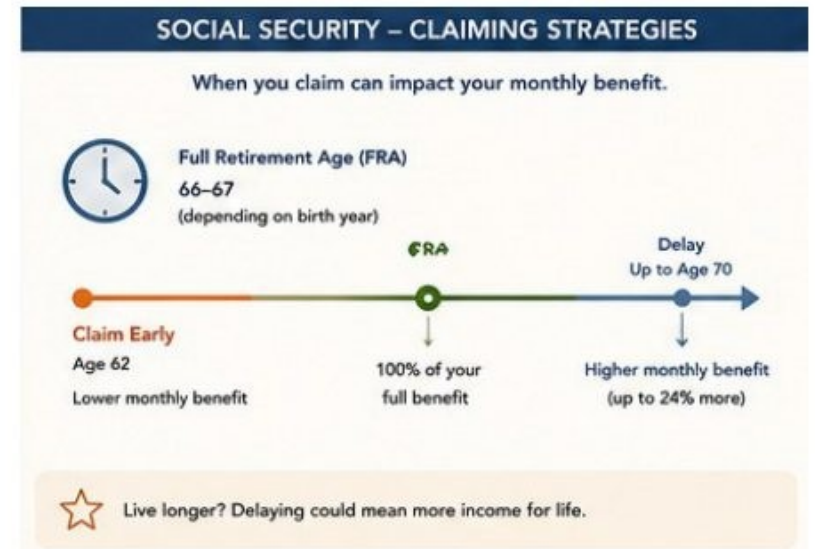 SOCIAL SECURITY – CLAIMING STRATEGIES
When you claim can impact your monthly benefit.
Full Retirement Age (FRA)
66–67
(depending on birth year)
FRA
Delay
Up to Age 70
Claim Early
Age 62
Lower monthly benefit
100% of your
full benefit
Higher monthly benefit
(up to 24% more)
Live longer? Delaying could mean more income for life.